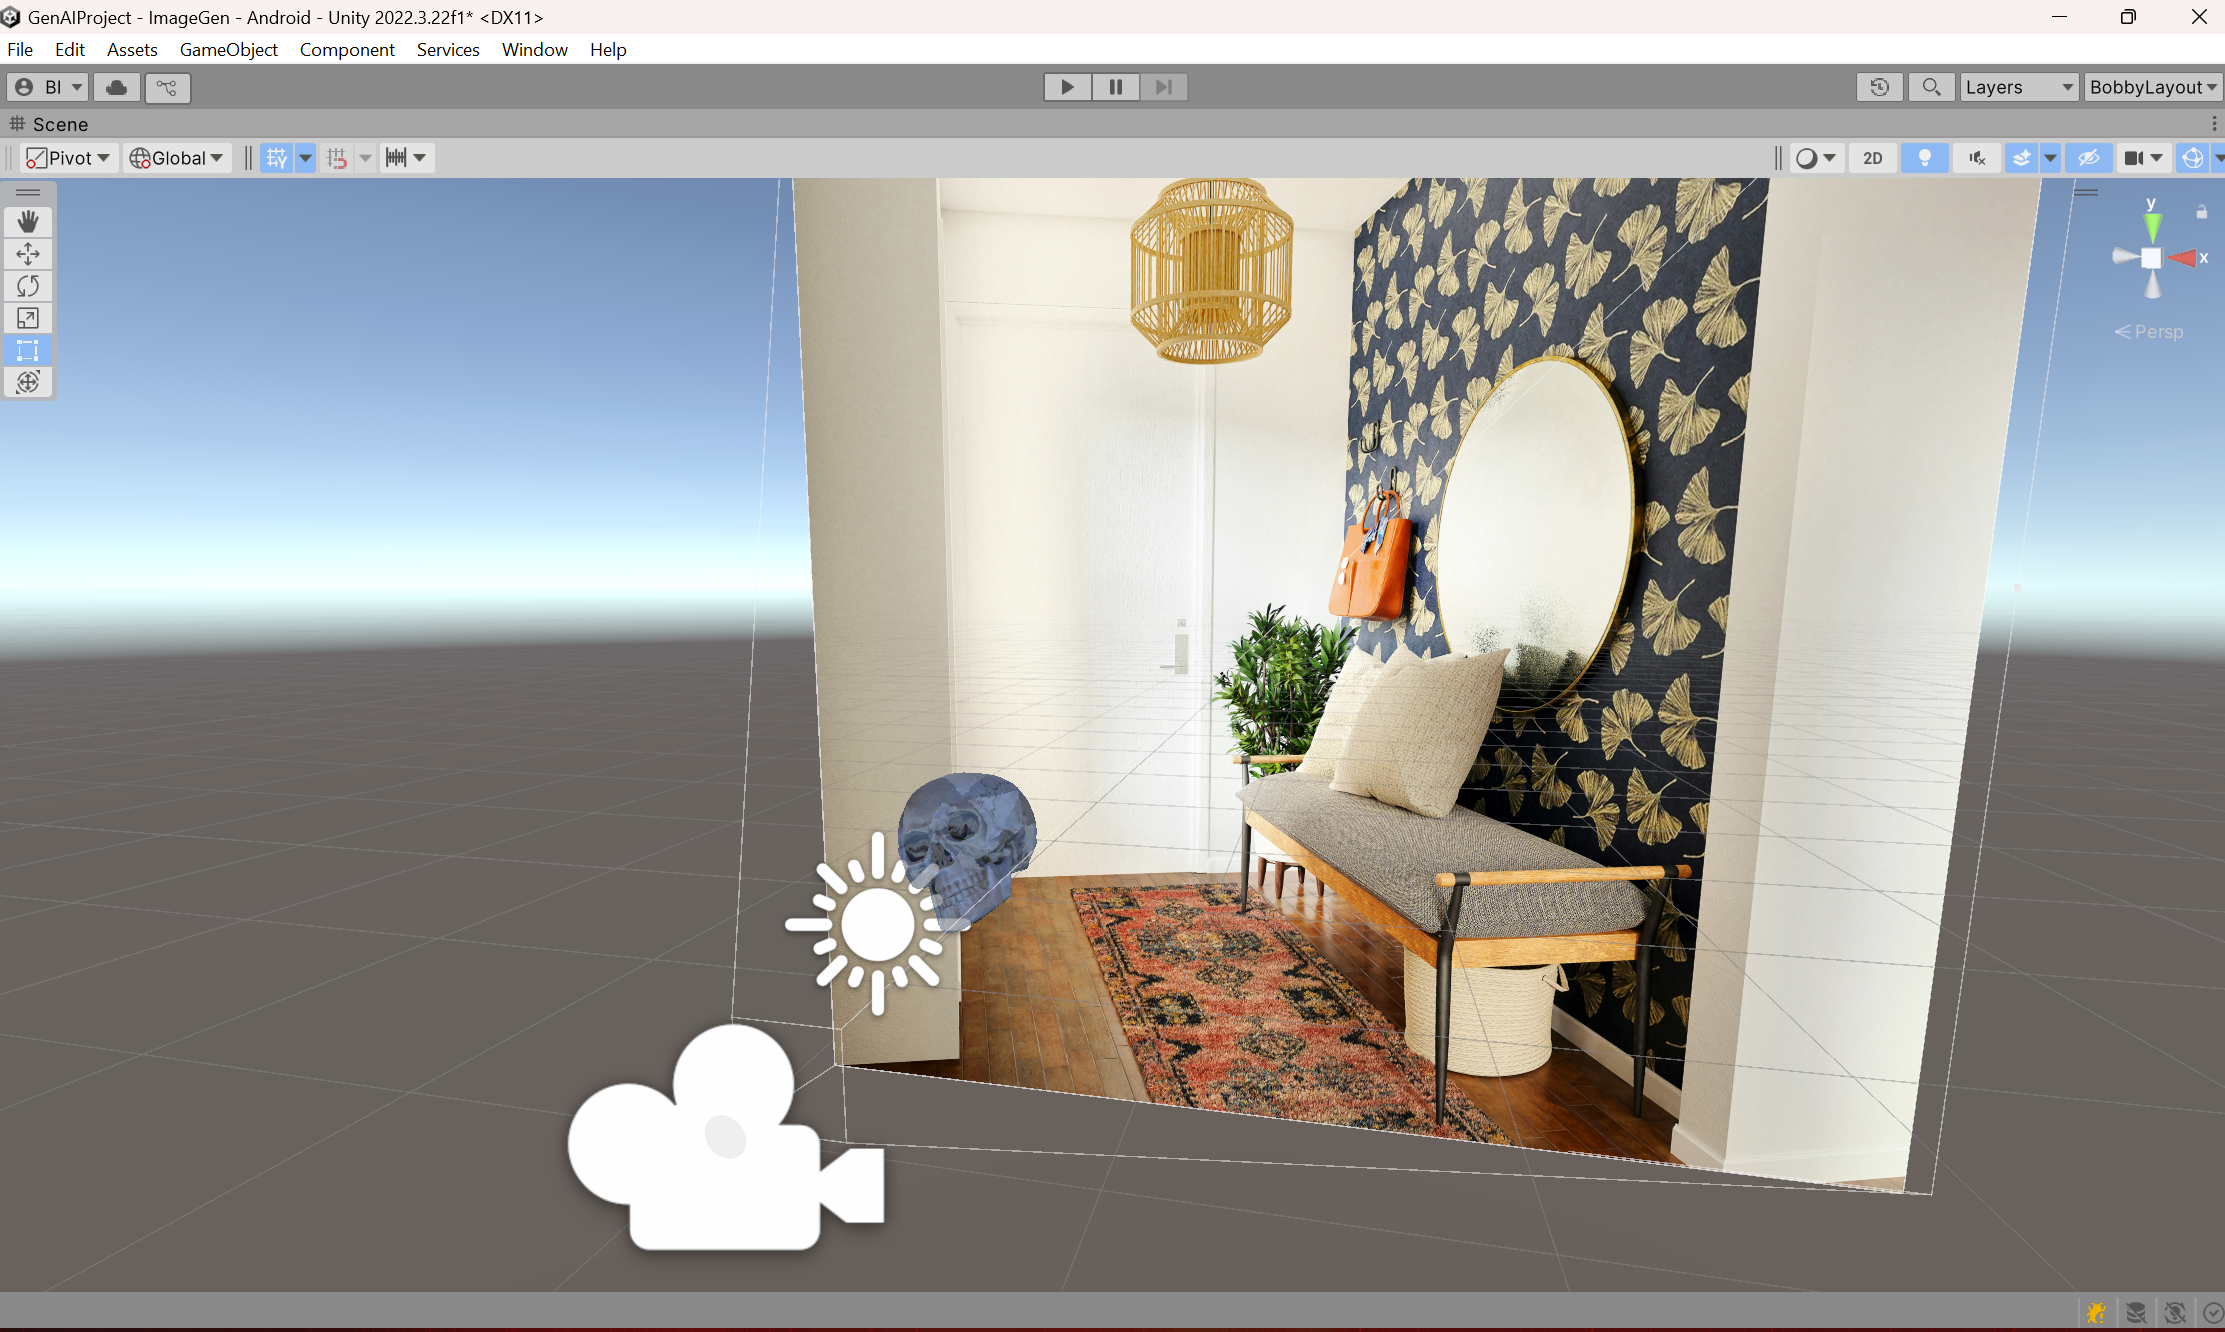 GenAIProject - ImageGen - Android - Unity 2022.3.22f1* <DX11>
File Edit Assets GameObject Component Services Window Help
BI Layers BobbyLayout
Scene
Pivot Global 2D
y
x
Persp